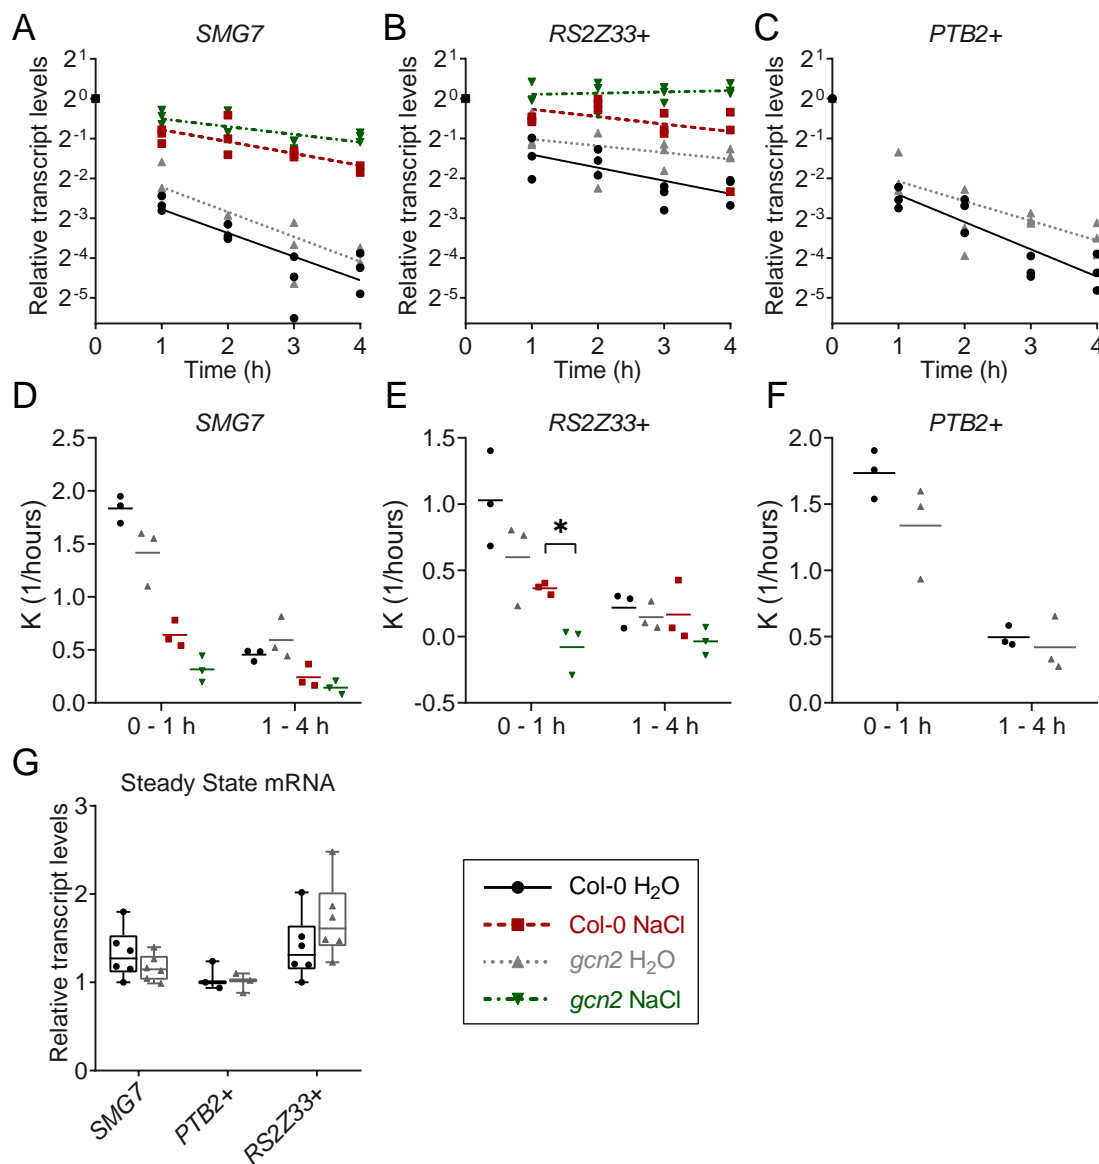 A
SMG7
Relative transcript levels
2^1
2^0
2^-1
2^-2
2^-3
2^-4
2^-5
0
1
2
3
4
Time (h)
B
RS2Z33+
Relative transcript levels
2^1
2^0
2^-1
2^-2
2^-3
2^-4
2^-5
0
1
2
3
4
Time (h)
C
PTB2+
Relative transcript levels
2^1
2^0
2^-1
2^-2
2^-3
2^-4
2^-5
0
1
2
3
4
Time (h)
D
SMG7
K (1/hours)
2.5
2.0
1.5
1.0
0.5
0.0
0 - 1 h
1 - 4 h
E
RS2Z33+
K (1/hours)
1.5
1.0
0.5
0.0
-0.5
*
0 - 1 h
1 - 4 h
F
PTB2+
K (1/hours)
2.0
1.5
1.0
0.5
0.0
0 - 1 h
1 - 4 h
G
Steady State mRNA
Relative transcript levels
3
2
1
0
SMG7
PTB2+
RS2Z33+
Col-0 H₂O
Col-0 NaCl
gcn2 H₂O
gcn2 NaCl